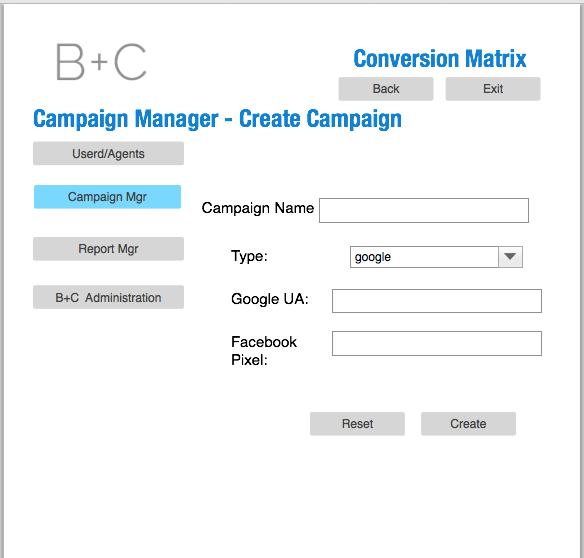 B+C
Conversion Matrix
Back
Exit
Campaign Manager - Create Campaign
Userd/Agents
Campaign Mgr
Campaign Name
Report Mgr
Type:
google
B+C Administration
Google UA:
Facebook
Pixel:
Reset
Create